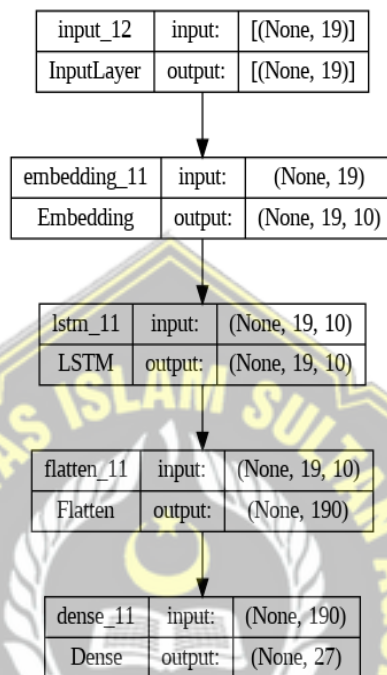 input_12 input: [(None, 19)]
InputLayer output: [(None, 19)]
embedding_11 input: (None, 19)
Embedding output: (None, 19, 10)
lstm_11 input: (None, 19, 10)
LSTM output: (None, 19, 10)
flatten_11 input: (None, 19, 10)
Flatten output: (None, 190)
dense_11 input: (None, 190)
Dense output: (None, 27)
ISLAM